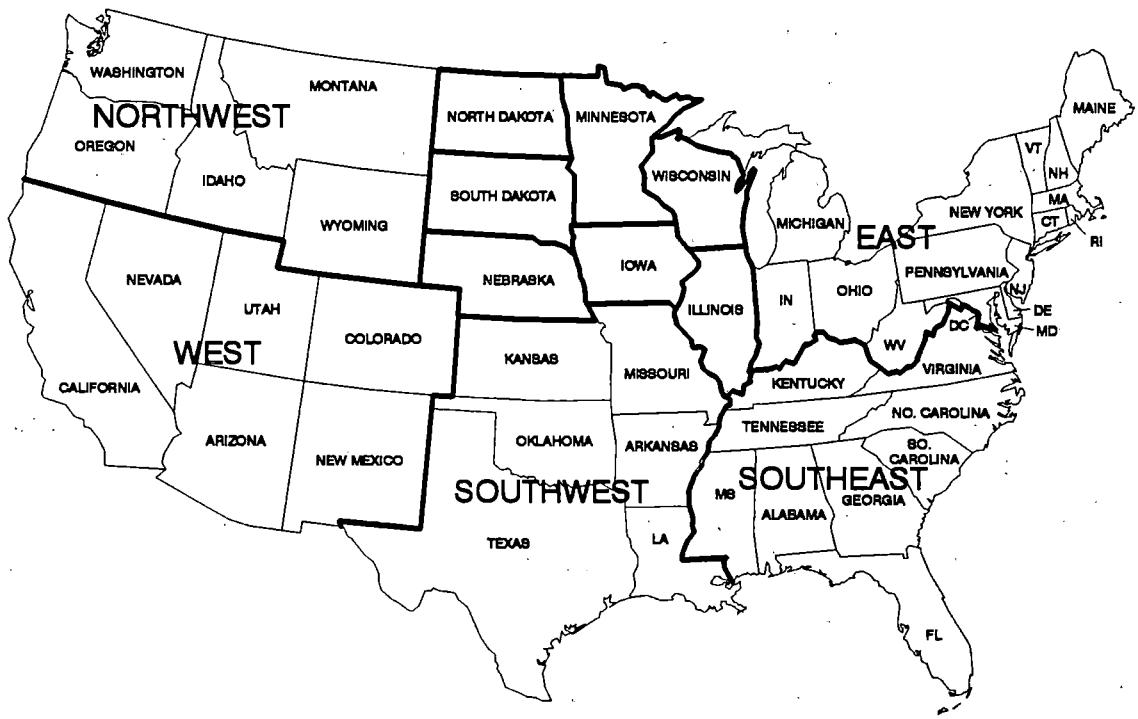 WASHINGTON
MONTANA
NORTH DAKOTA
MINNESOTA
MAINE
NORTHWEST
OREGON
VT
NH
IDAHO
WISCONSIN
SOUTH DAKOTA
MA
NEW YORK
WYOMING
MICHIGAN
CT
RI
EAST
IOWA
PENNSYLVANIA
NEVADA
NEBRASKA
OHIO
NJ
IN
UTAH
ILLINOIS
DE
DC
MD
COLORADO
WV
WEST
KANSAS
VIRGINIA
MISSOURI
KENTUCKY
CALIFORNIA
NO. CAROLINA
TENNESSEE
ARIZONA
OKLAHOMA
ARKANSAS
SO.
CAROLINA
NEW MEXICO
SOUTHEAST
SOUTHWEST
MS
GEORGIA
ALABAMA
LA
TEXAS
FL